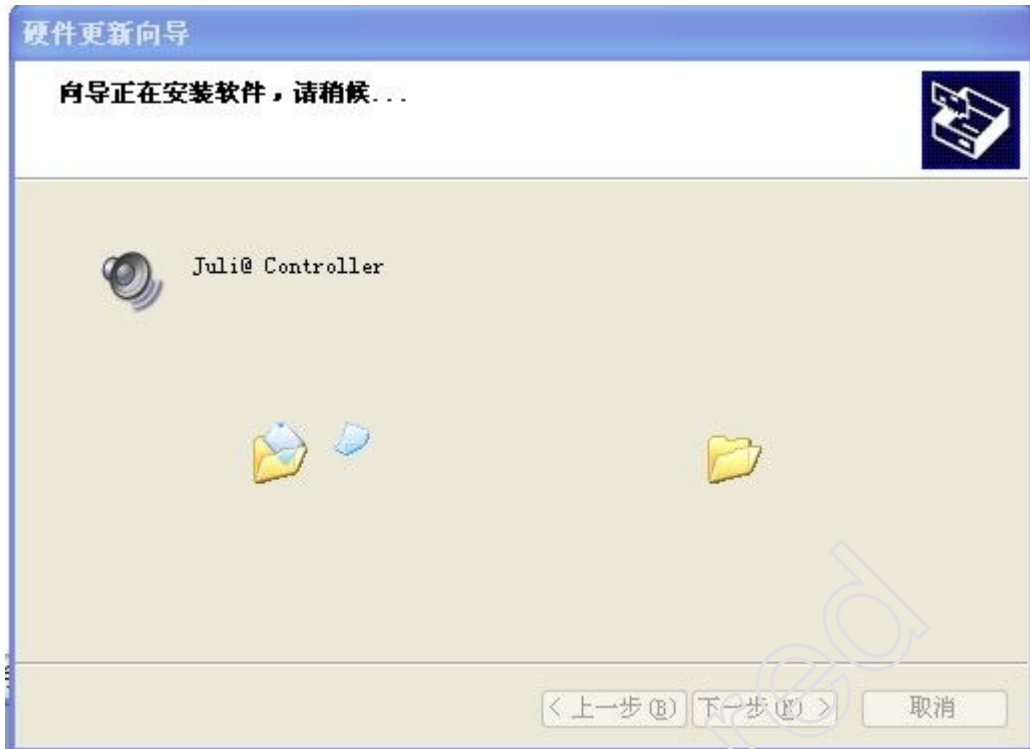 硬件更新向导
向导正在安装软件，请稍候...
Juli@ Controller
< 上一步(B) 下一步(N) > 取消